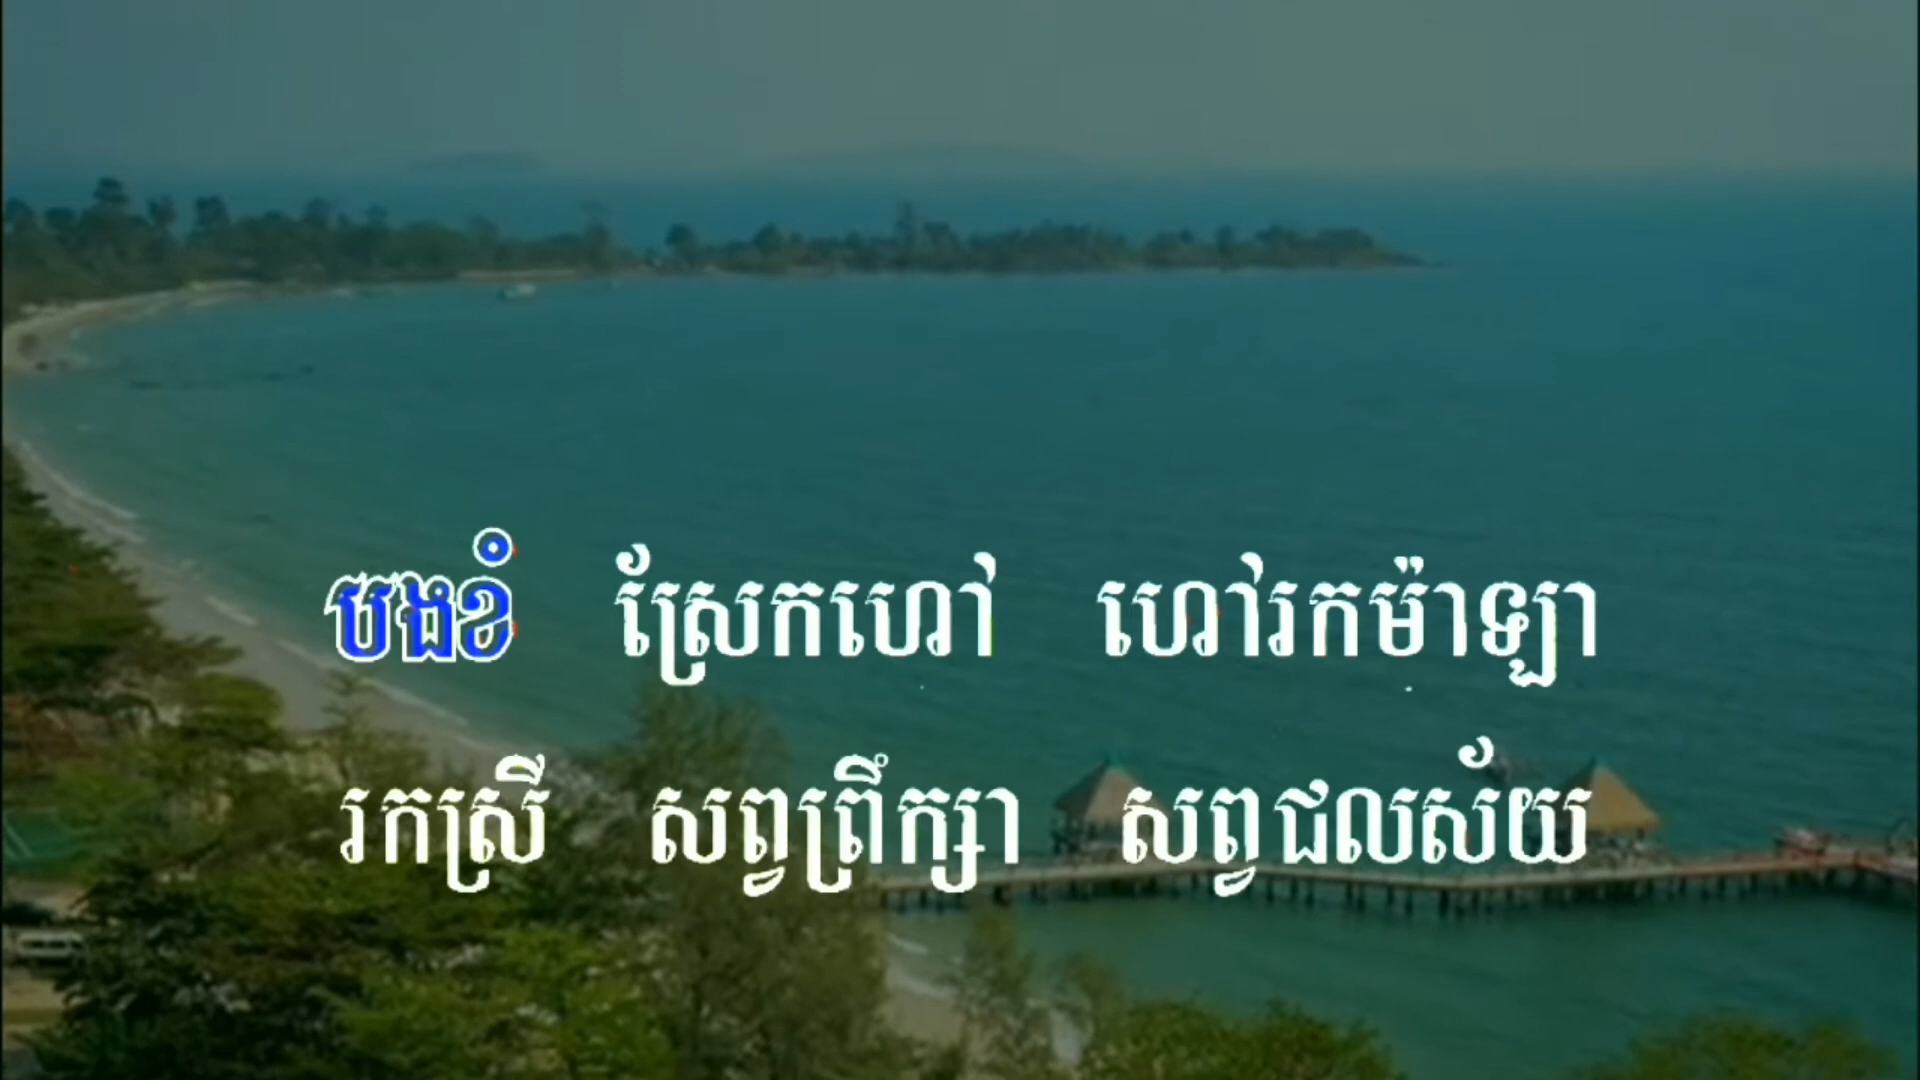 បងខំ ស្រែកហៅ ហៅរកម៉ាឡា
រកស្រី សព្វព្រឹក្សា សព្វជលស័យ